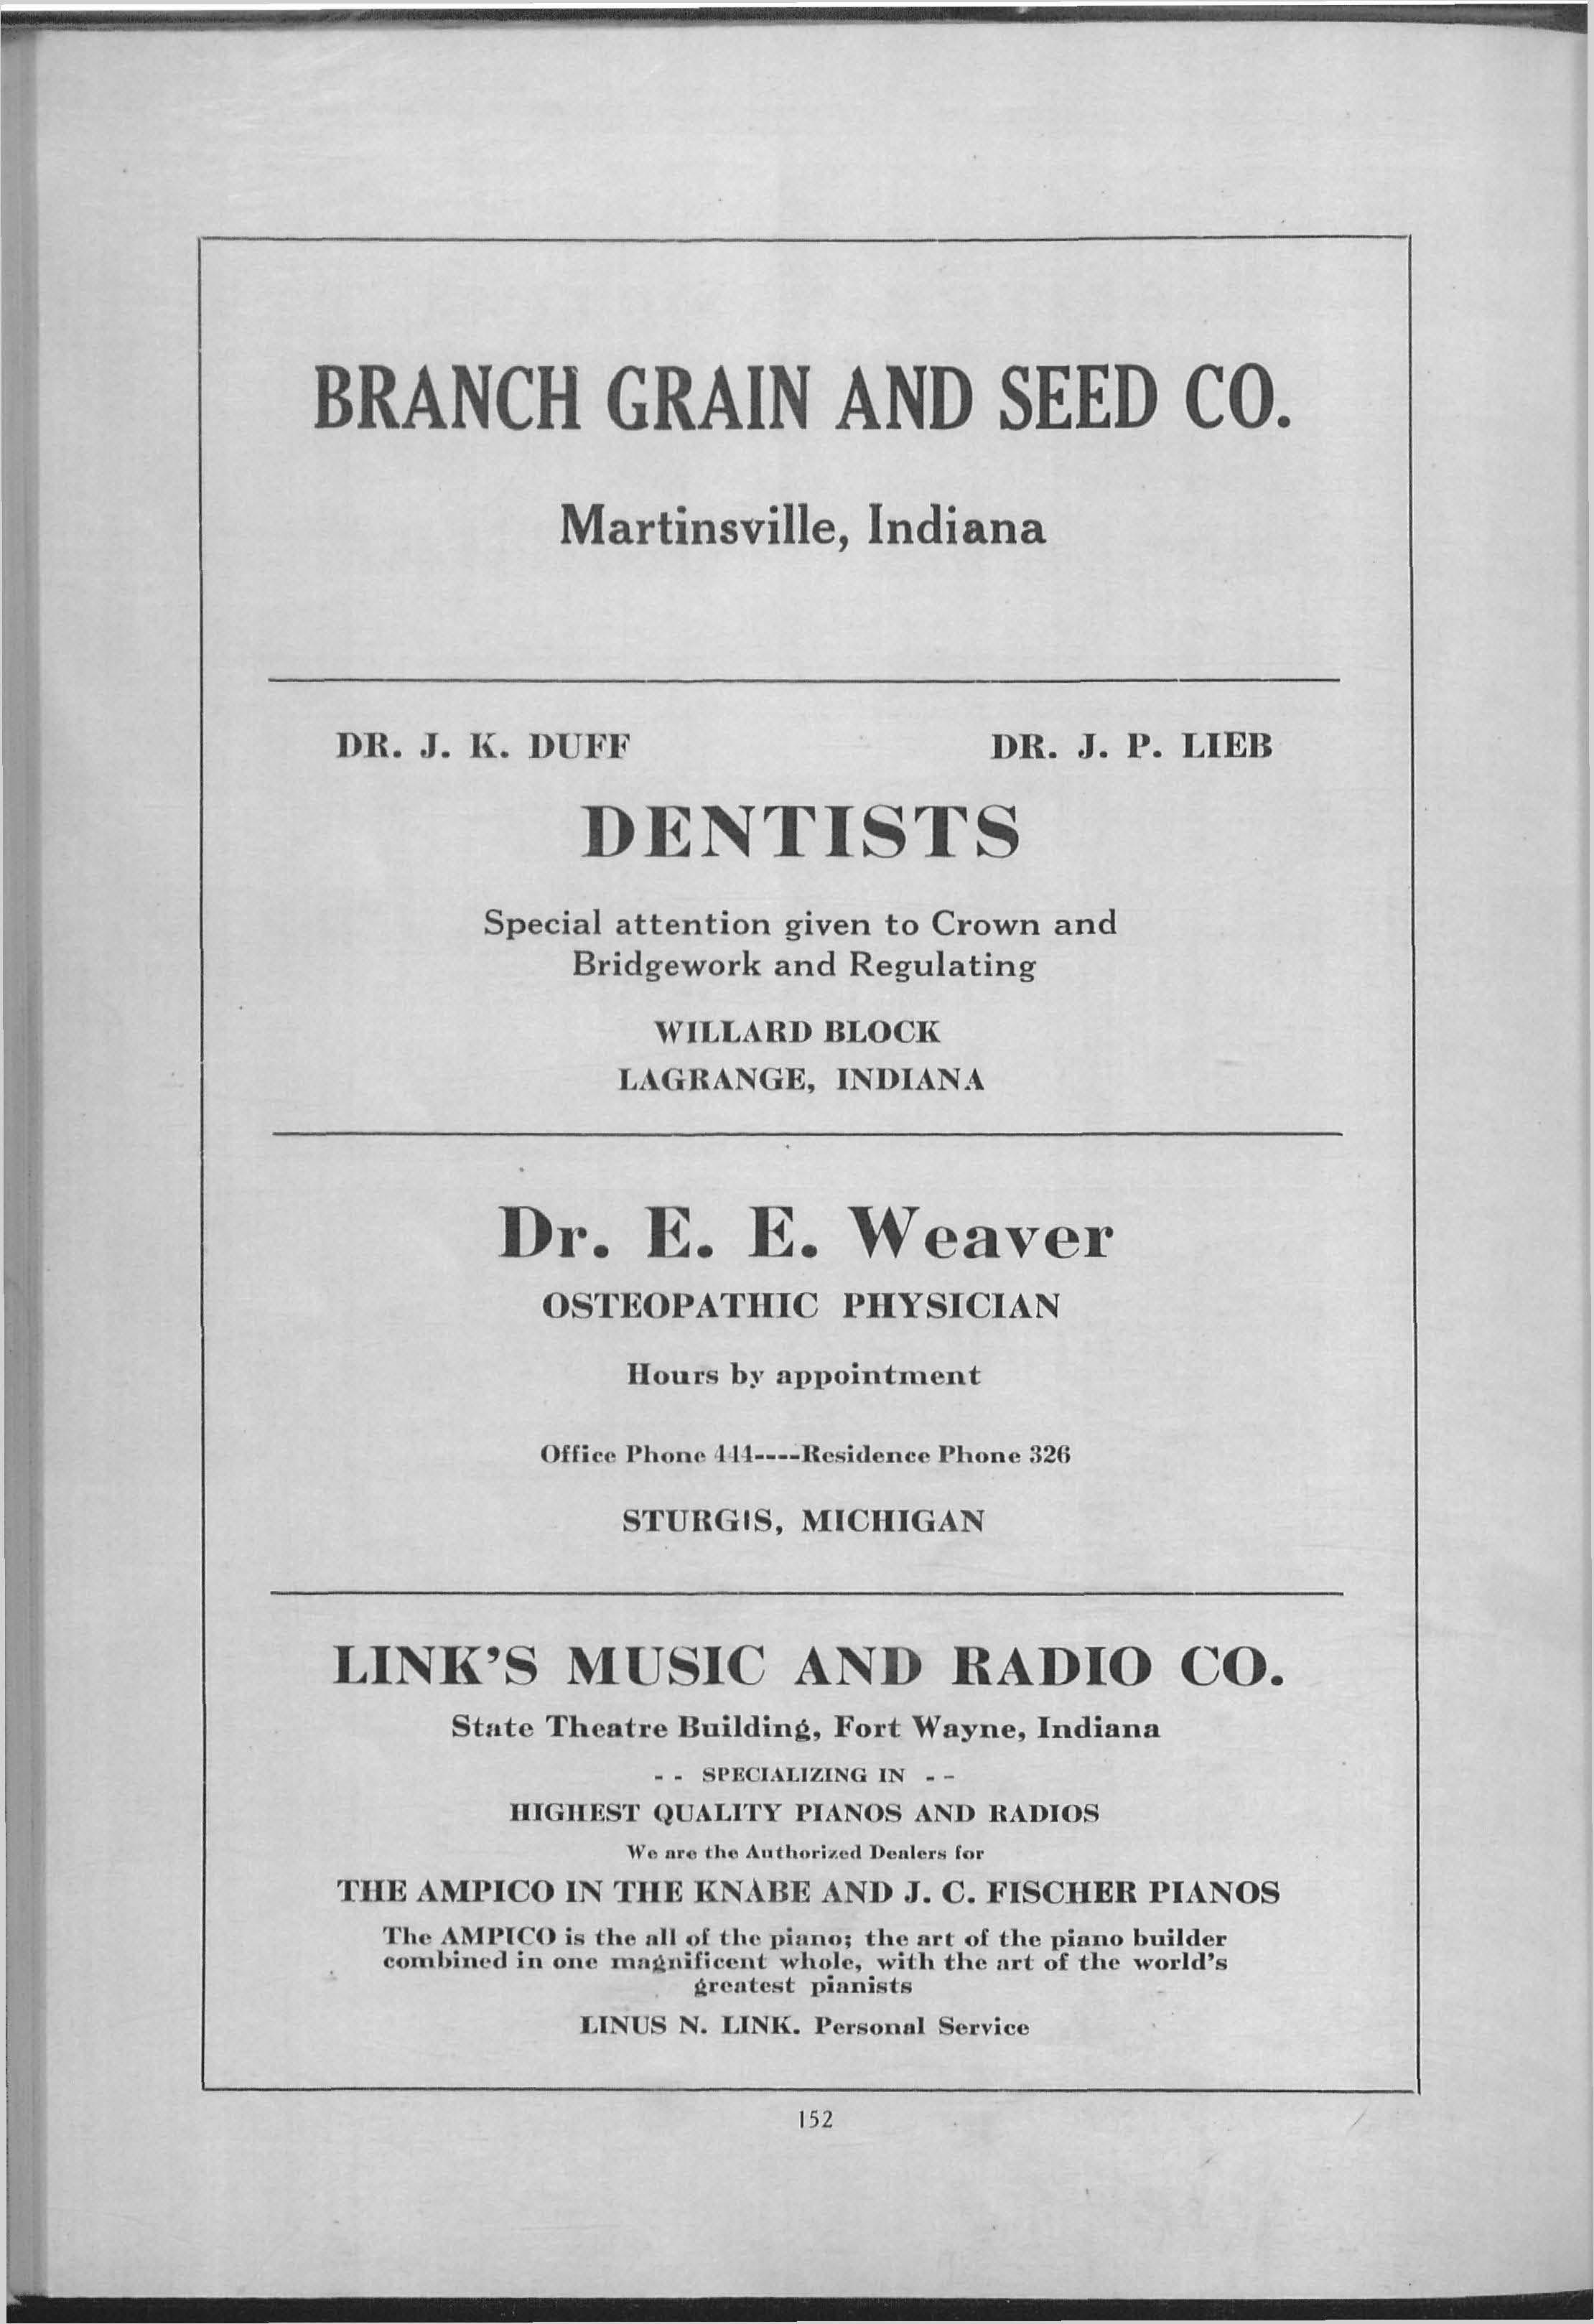 BRANCH GRAIN AND SEED CO.
Martinsville, Indiana
DR. J. K. DUFF DR. J. P. LIEB
DENTISTS
Special attention given to Crown and
Bridgework and Regulating
WILLARD BLOCK
LAGRANGE, INDIANA
Dr. E. E. Weaver
OSTEOPATHIC PHYSICIAN
Hours by appointment
Office Phone 444----Residence Phone 326
STURGIS, MICHIGAN
LINK'S MUSIC AND RADIO CO.
State Theatre Building, Fort Wayne, Indiana
- - SPECIALIZING IN - -
HIGHEST QUALITY PIANOS AND RADIOS
We are the Authorized Dealers for
THE AMPICO IN THE KNABE AND J. C. FISCHER PIANOS
The AMPICO is the all of the piano; the art of the piano builder
combined in one magnificent whole, with the art of the world's
greatest pianists
LINUS N. LINK. Personal Service
152